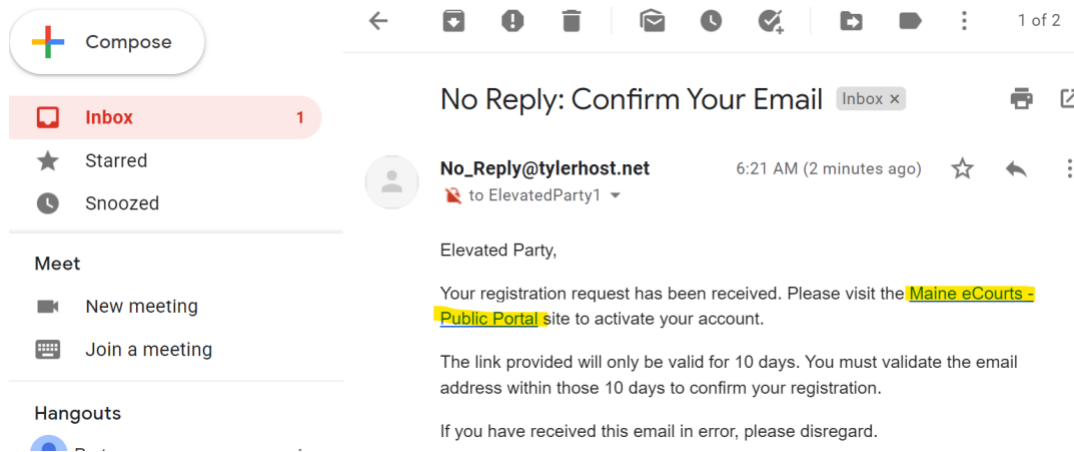 Compose
1 of 2
Inbox 1
Starred
Snoozed
Meet
New meeting
Join a meeting
Hangouts
No Reply: Confirm Your Email Inbox ×
No_Reply@tylerhost.net 6:21 AM (2 minutes ago)
to ElevatedParty1
Elevated Party,
Your registration request has been received. Please visit the Maine eCourts -
Public Portal site to activate your account.
The link provided will only be valid for 10 days. You must validate the email
address within those 10 days to confirm your registration.
If you have received this email in error, please disregard.